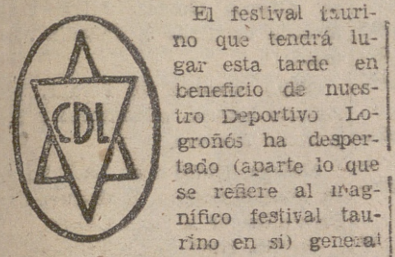 CDL
El festival tauri-
no que tendrá lu-
gar esta tarde en
beneficio de nues-
tro Deportivo Lo-
groñés ha desper-
tado (aparte lo que
se refiere al mag-
nífico festival tau-
rino en si) general